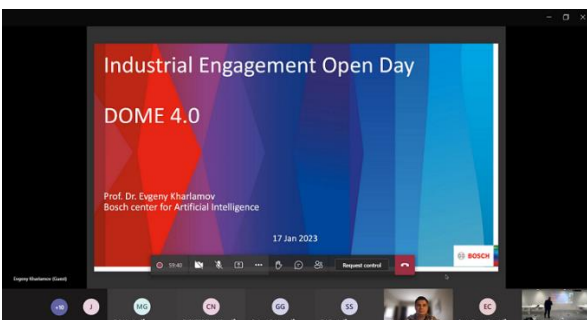 Industrial Engagement Open Day
DOME 4.0
Prof. Dr. Evgeny Kharlamov
Bosch center for Artificial Intelligence
17 Jan 2023
BOSCH
59:40
Request control
Evgeny Kharlamov (Guest)
+10
J
MG
CN
GG
SS
EC